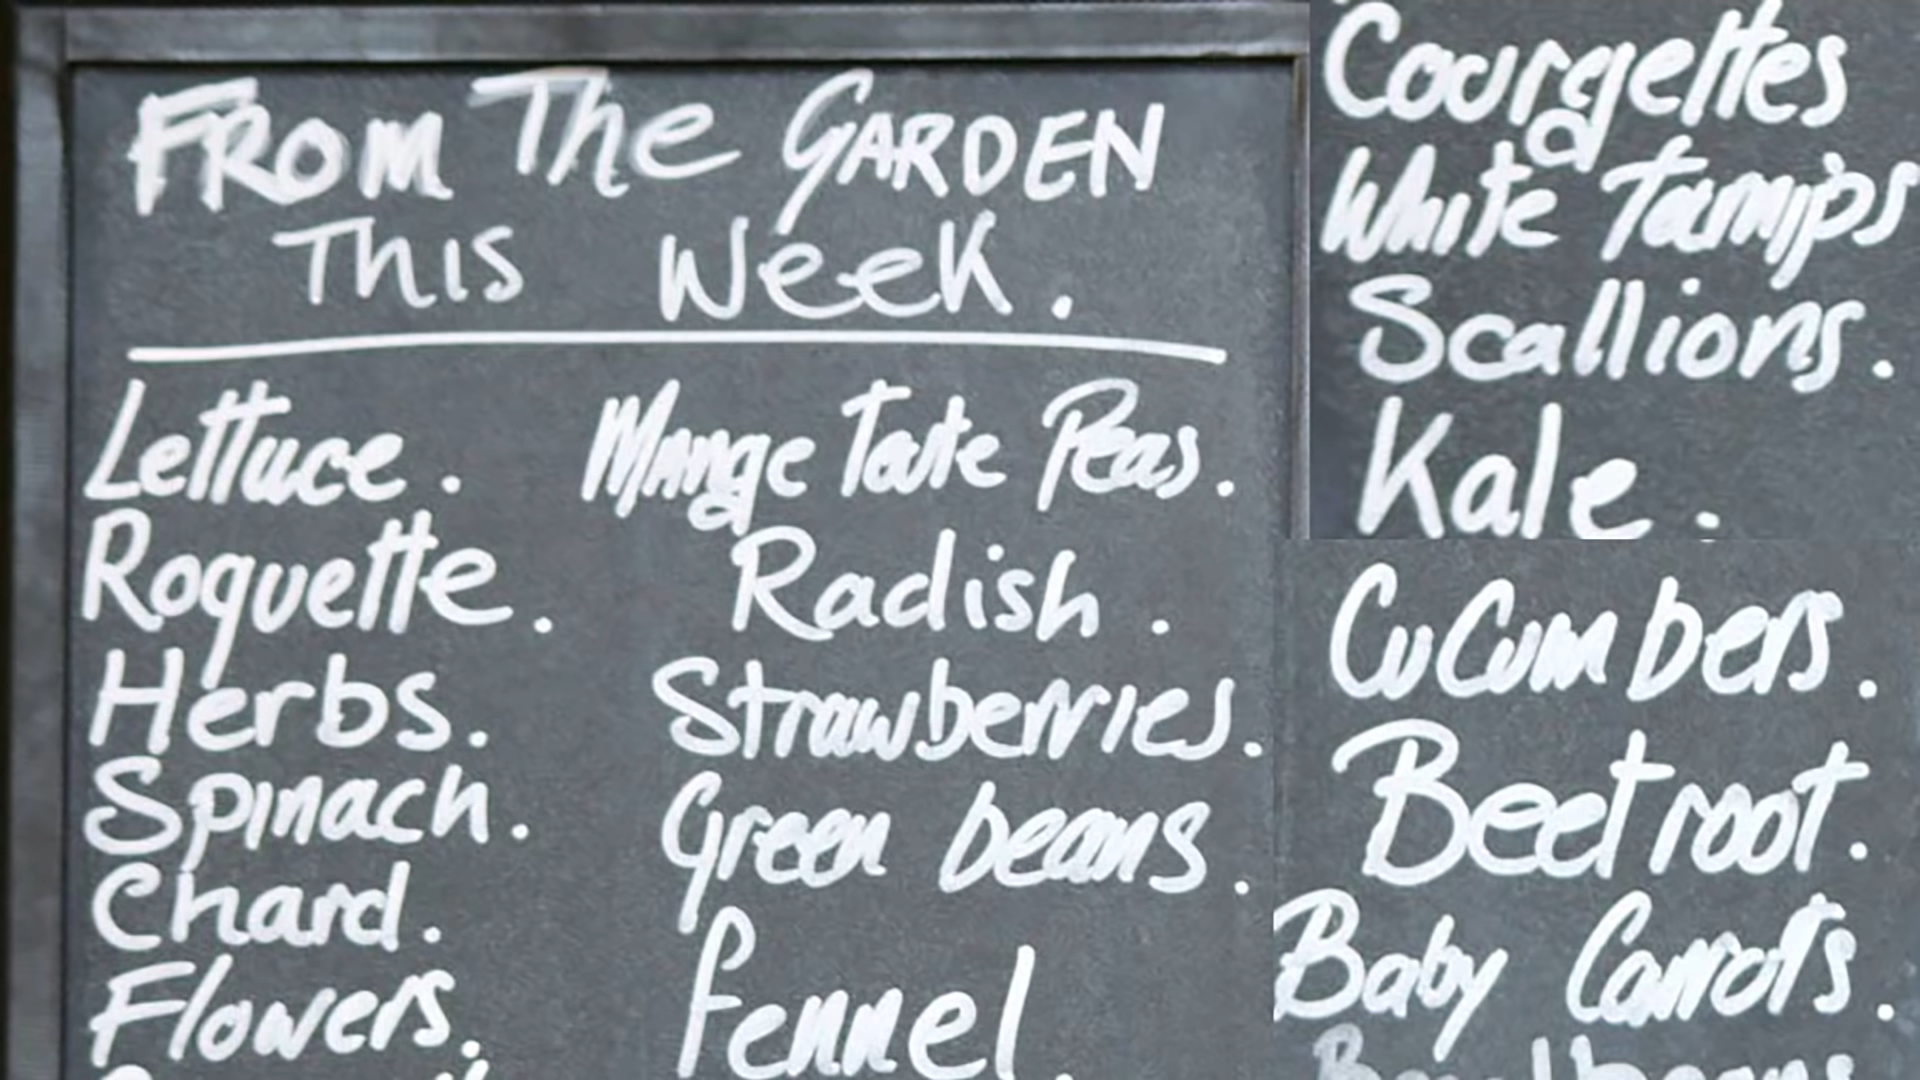 FROM The GARDEN
This Week.
Lettuce.
Roquette.
Herbs.
Spinach.
Chard.
Flowers.
Mange Tate Peas.
Radish.
Strawberries.
Green beans.
fennel.
Courgettes
White
Scallions.
Kale.
CuCumbers.
Beetroot.
Baby Carrots.